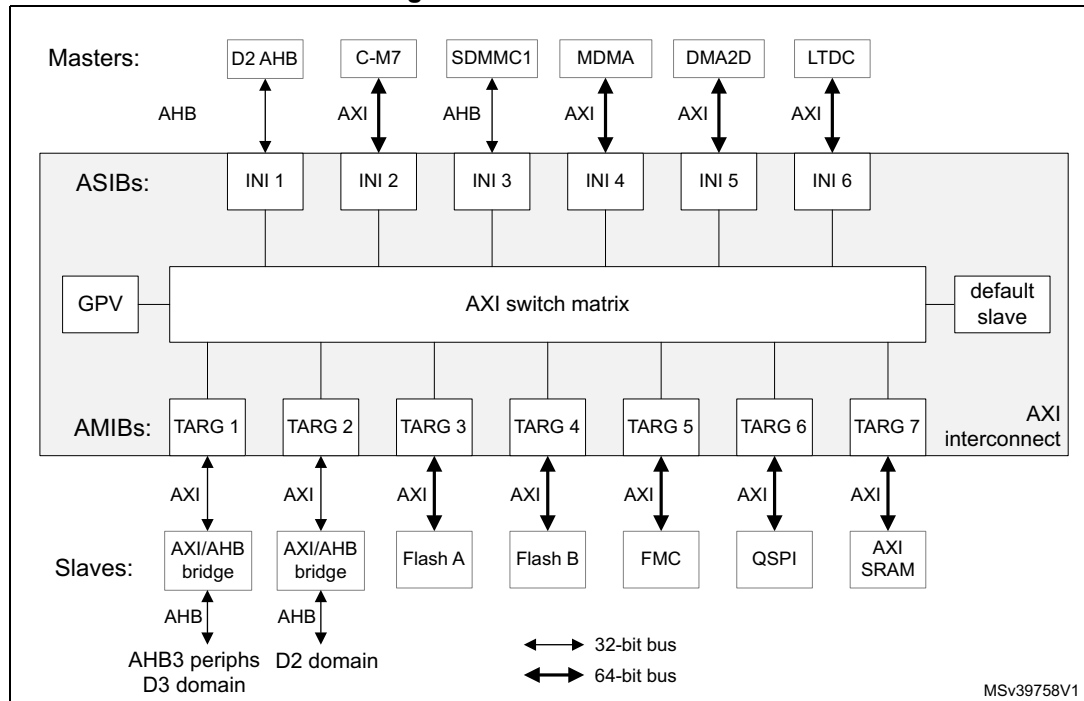 Masters:
D2 AHB
C-M7
SDMMC1
MDMA
DMA2D
LTDC
AHB
AXI
AHB
AXI
AXI
AXI
ASIBs:
INI 1
INI 2
INI 3
INI 4
INI 5
INI 6
GPV
AXI switch matrix
default
slave
AMIBs:
TARG 1
TARG 2
TARG 3
TARG 4
TARG 5
TARG 6
TARG 7
AXI
interconnect
AXI
AXI
AXI
AXI
AXI
AXI
AXI
Slaves:
AXI/AHB
bridge
AXI/AHB
bridge
Flash A
Flash B
FMC
QSPI
AXI
SRAM
AHB
AHB
AHB3 periphs
D3 domain
D2 domain
32-bit bus
64-bit bus
MSv39758V1